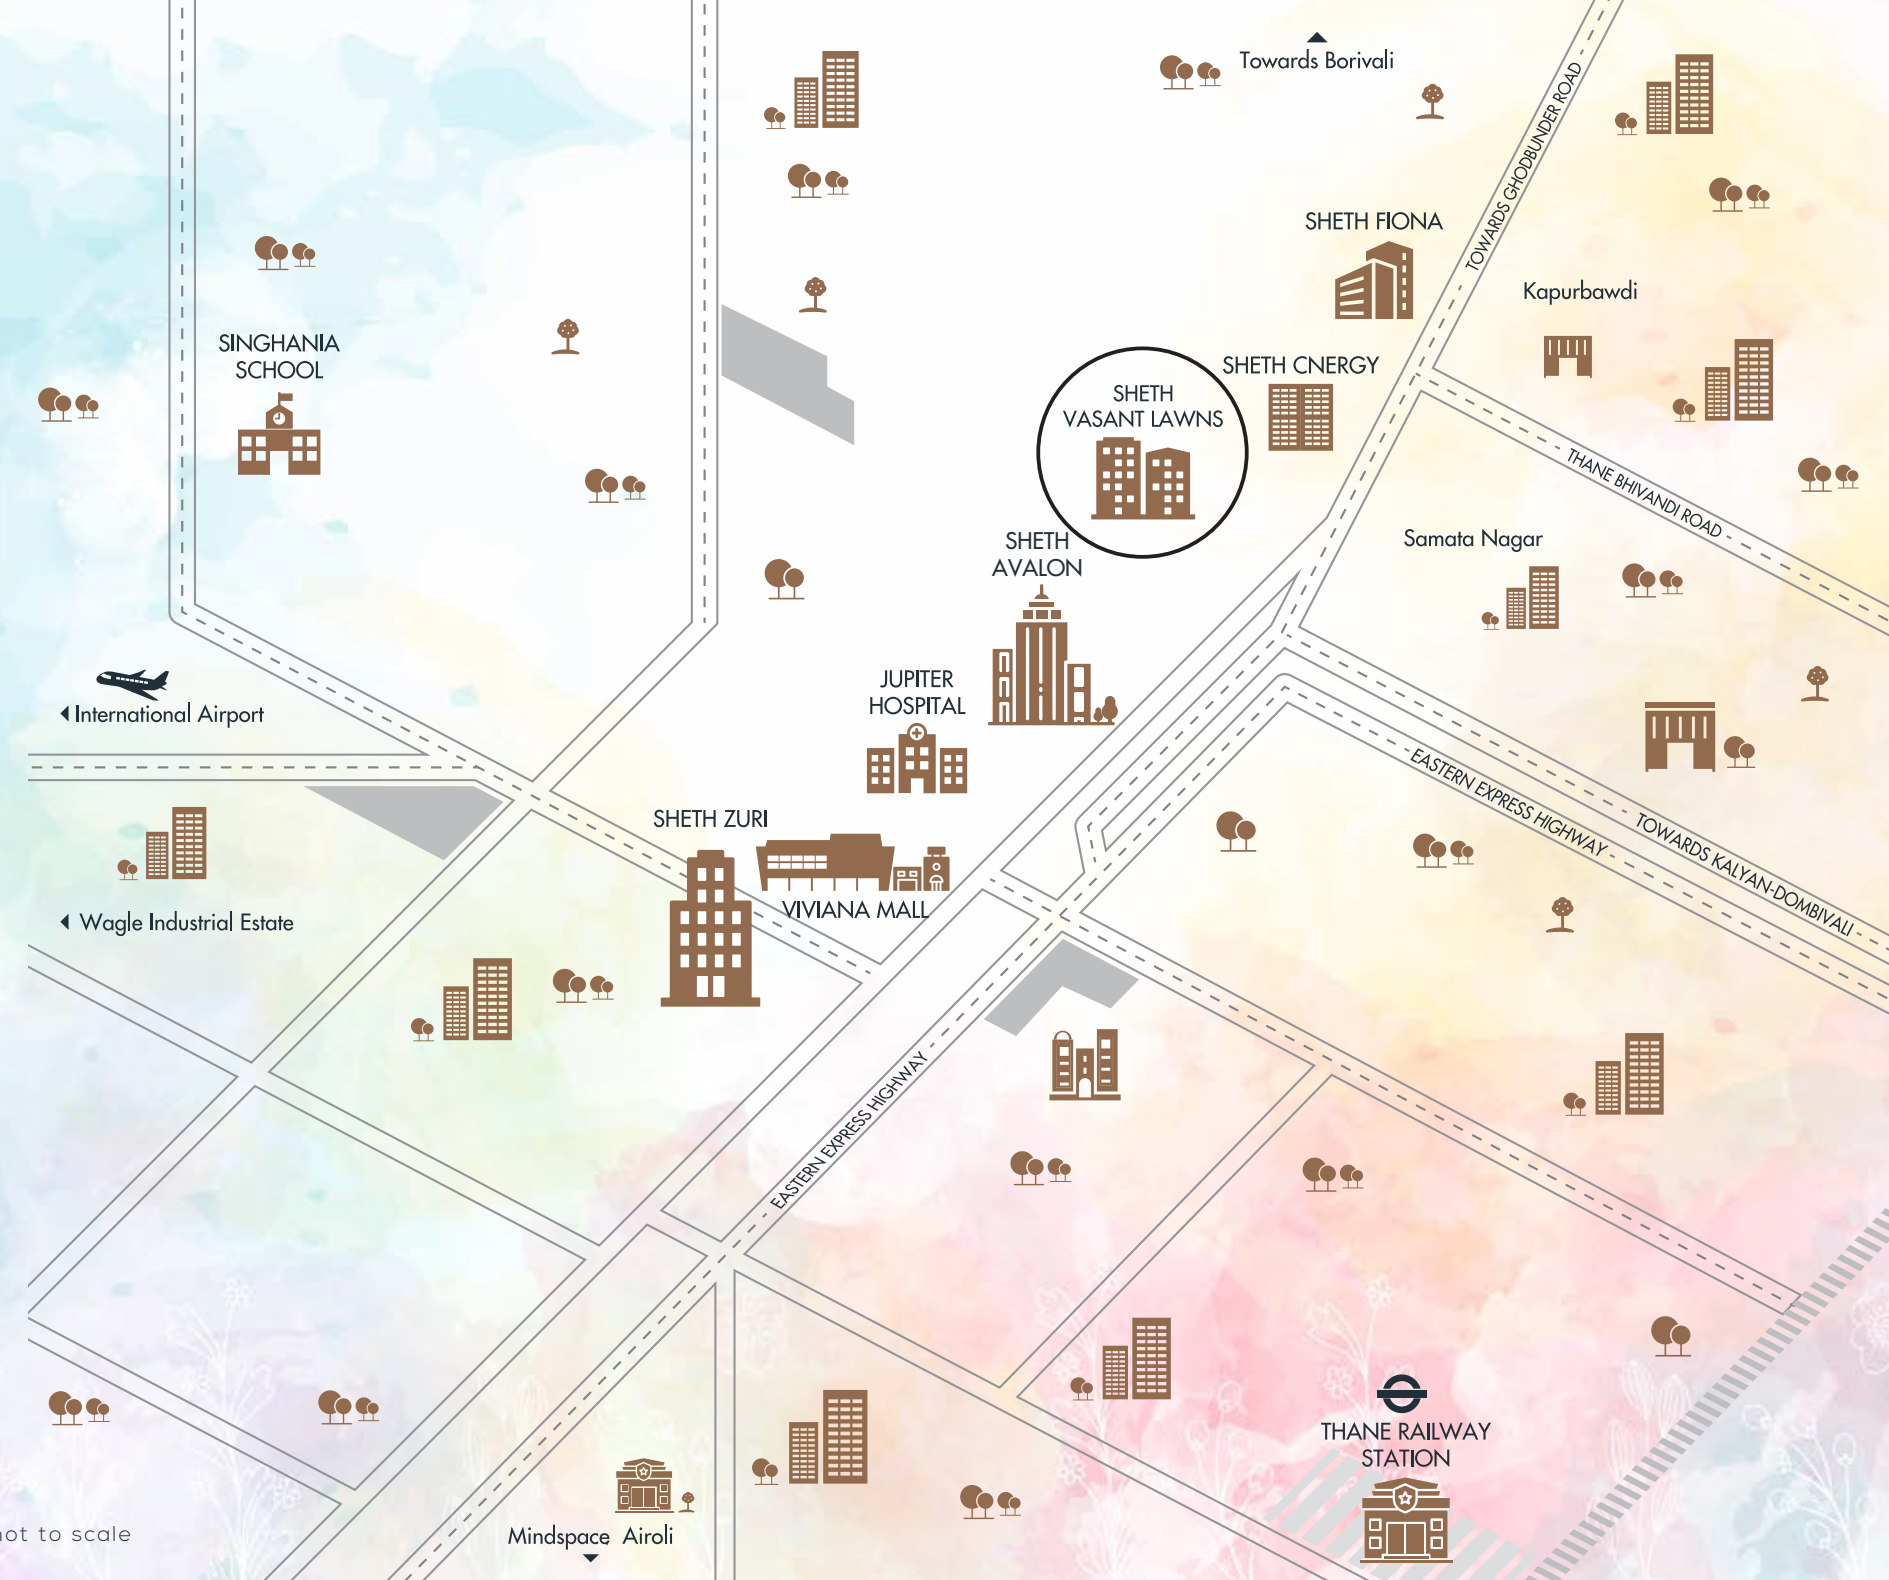 Towards Borivali
TOWARDS GHODBUNDER ROAD
SHETH FIONA
Kapurbawdi
SINGHANIA
SCHOOL
SHETH CNERGY
SHETH
VASANT LAWNS
THANE BHIVANDI ROAD
SHETH
AVALON
Samata Nagar
JUPITER
HOSPITAL
International Airport
EASTERN EXPRESS HIGHWAY
TOWARDS KALYAN-DOMBIVALI
SHETH ZURI
VIVIANA MALL
Wagle Industrial Estate
EASTERN EXPRESS HIGHWAY
THANE RAILWAY
STATION
not to scale
Mindspace, Airoli